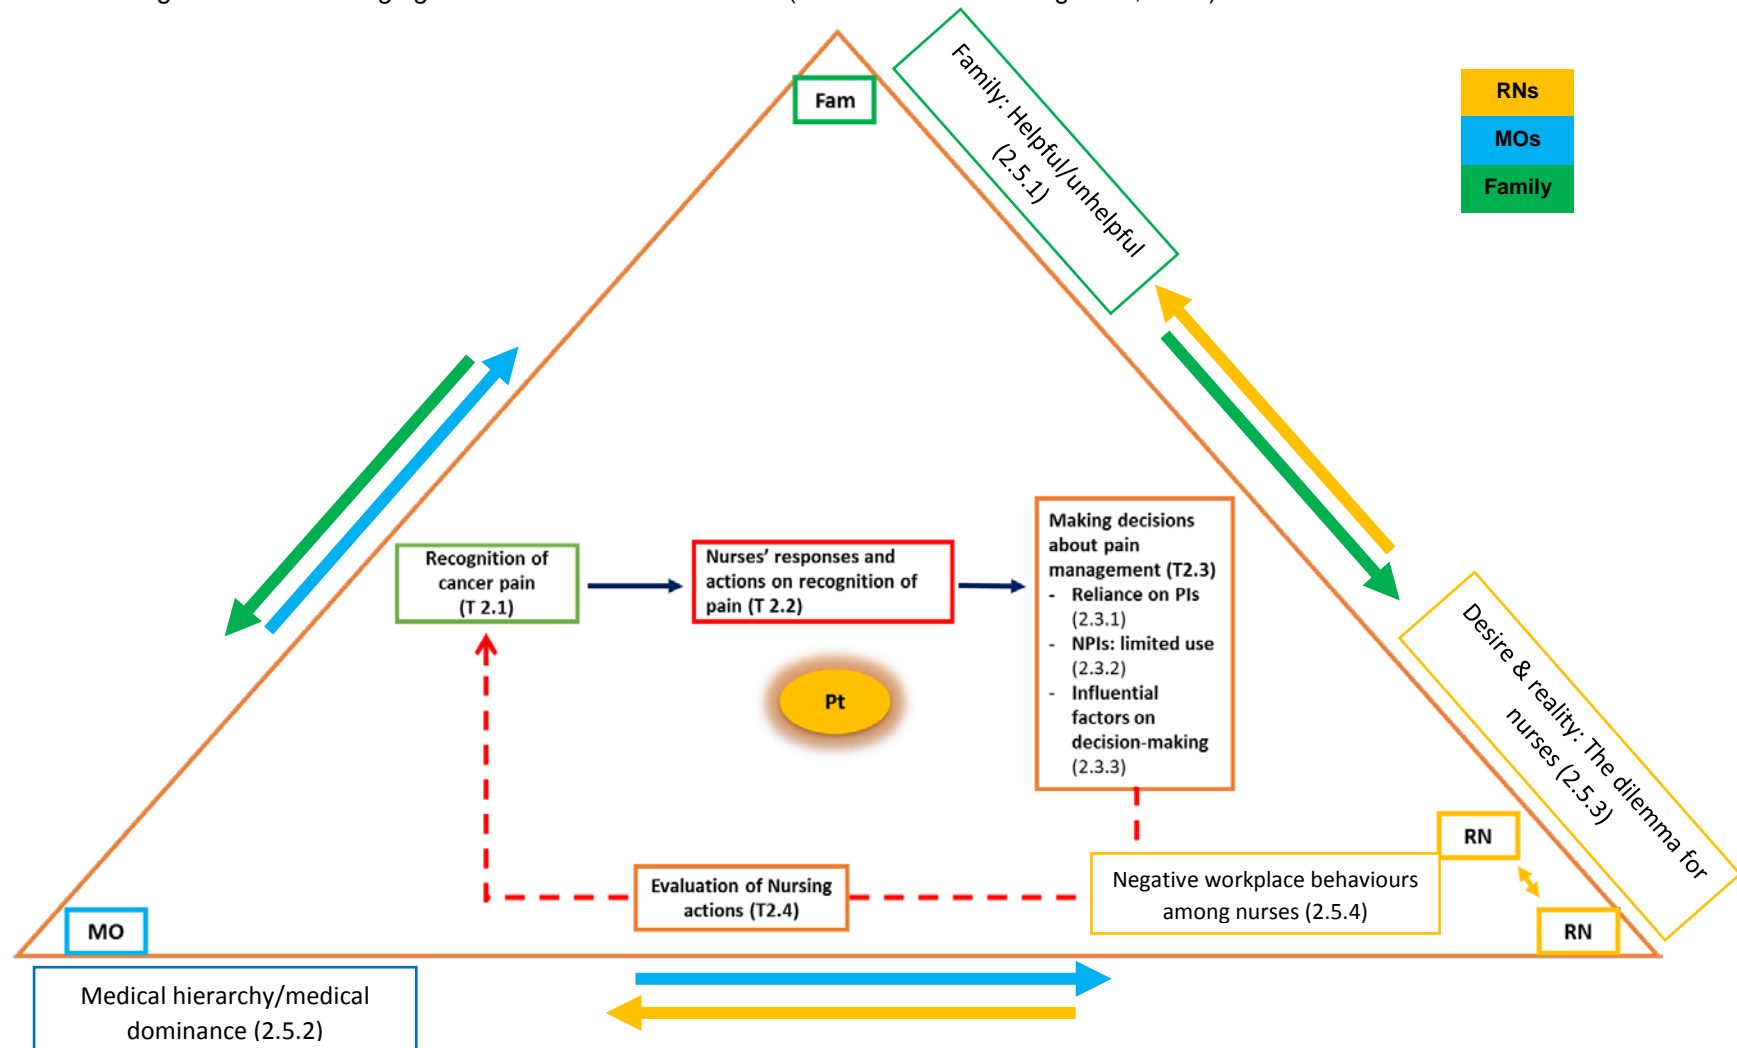 Fam
Family: Helpful/unhelpful
(2.5.1)
RNs
MOs
Family
Recognition of
cancer pain
(T 2.1)
Nurses’ responses and
actions on recognition of
pain (T 2.2)
Making decisions
about pain
management (T2.3)
- Reliance on PIs
(2.3.1)
- NPIs: limited use
(2.3.2)
- Influential
factors on
decision-making
(2.3.3)
Pt
Desire & reality: The dilemma for
nurses (2.5.3)
RN
Evaluation of Nursing
actions (T2.4)
Negative workplace behaviours
among nurses (2.5.4)
MO
RN
Medical hierarchy/medical
dominance (2.5.2)